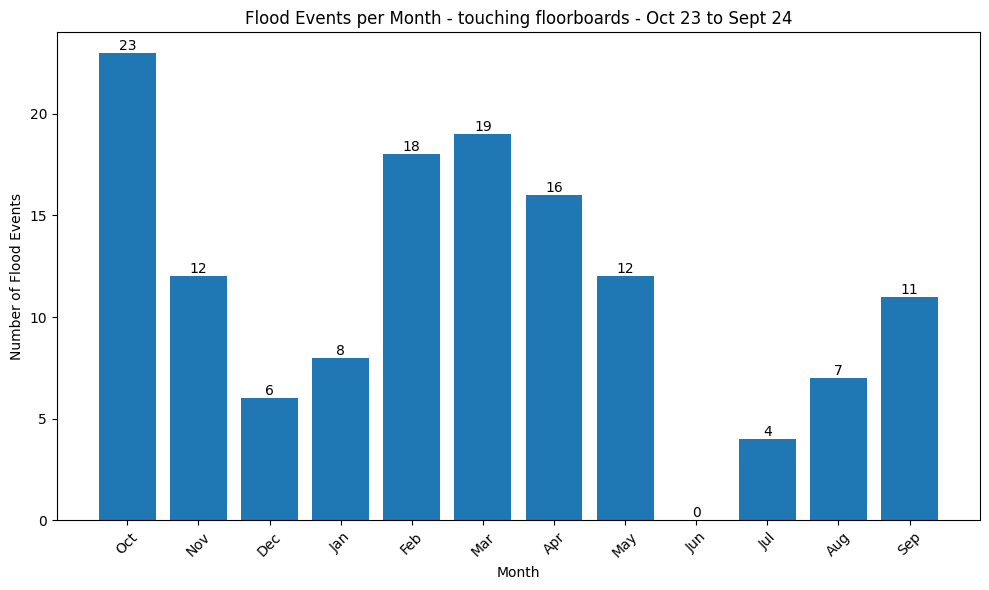 Flood Events per Month - touching floorboards - Oct 23 to Sept 24
Number of Flood Events
20
15
10
5
0
23
12
6
8
18
19
16
12
0
4
7
11
Oct
Nov
Dec
Jan
Feb
Mar
Apr
May
Jun
Jul
Aug
Sep
Month